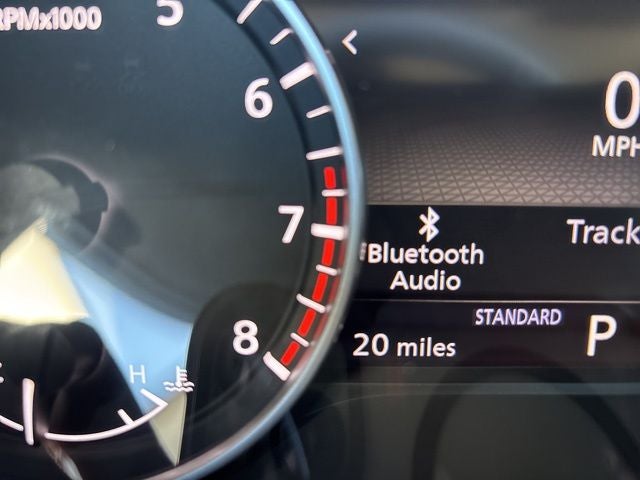 RPMx1000
5
6
7
8
H
0
MPH
Bluetooth
Audio
Track
STANDARD
P
20 miles